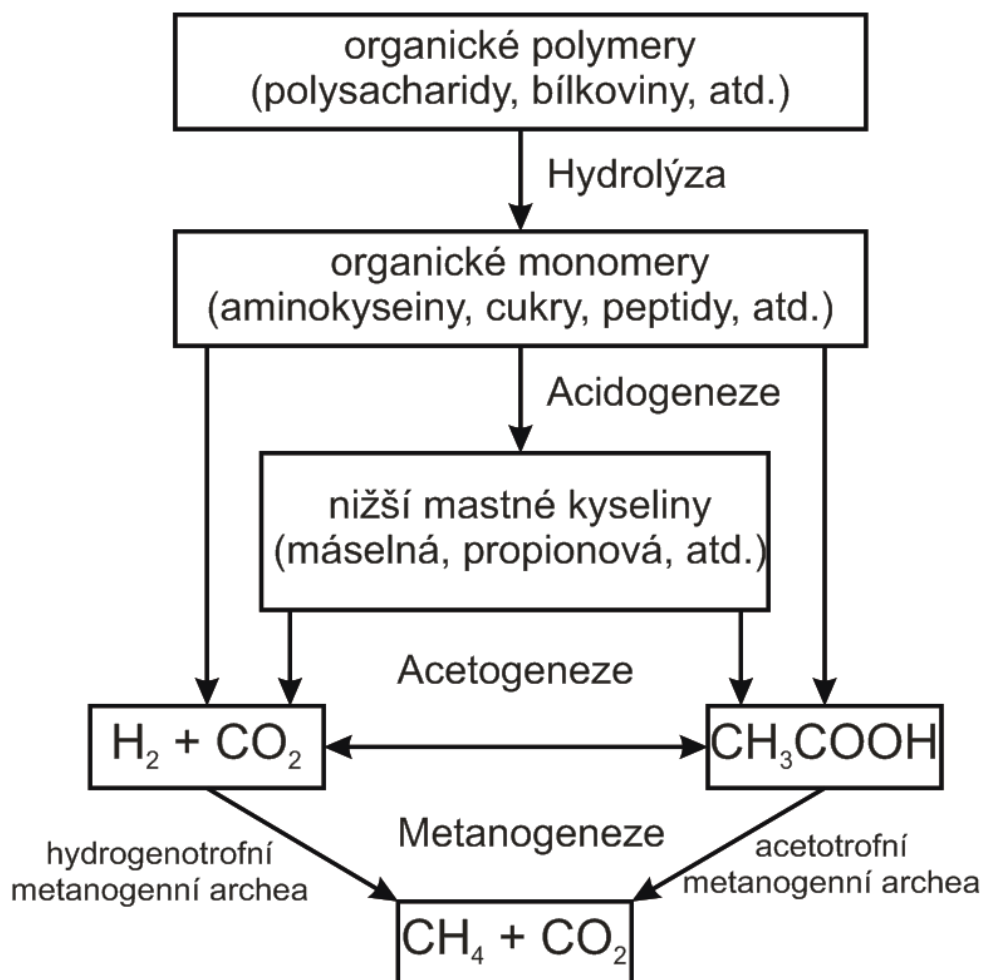 organické polymery
(polysacharidy, bílkoviny, atd.)
Hydrolýza
organické monomery
(aminokyseiny, cukry, peptidy, atd.)
Acidogeneze
nižší mastné kyseliny
(máselná, propionová, atd.)
Acetogeneze
H₂ + CO₂
CH₃COOH
Metanogeneze
hydrogenotrofní
metanogenní archea
acetotrofní
metanogenní archea
CH₄ + CO₂